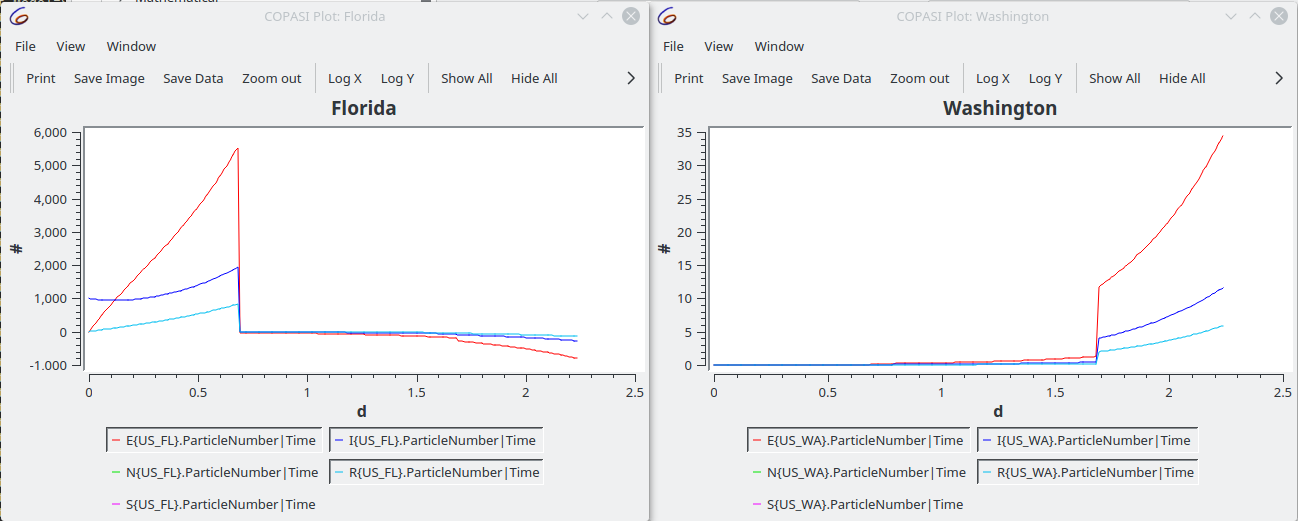 COPASI Plot: Florida
File View Window
Print Save Image Save Data Zoom out Log X Log Y Show All Hide All
Florida
6,000
5,000
4,000
3,000
2,000
1,000
0
-1.000
#
0 0.5 1 1.5 2 2.5
d
E{US_FL}.ParticleNumber|Time I{US_FL}.ParticleNumber|Time
N{US_FL}.ParticleNumber|Time R{US_FL}.ParticleNumber|Time
S{US_FL}.ParticleNumber|Time
COPASI Plot: Washington
File View Window
Print Save Image Save Data Zoom out Log X Log Y Show All Hide All
Washington
35
30
25
20
15
10
5
0
#
0 0.5 1 1.5 2 2.5
d
E{US_WA}.ParticleNumber|Time I{US_WA}.ParticleNumber|Time
N{US_WA}.ParticleNumber|Time R{US_WA}.ParticleNumber|Time
S{US_WA}.ParticleNumber|Time